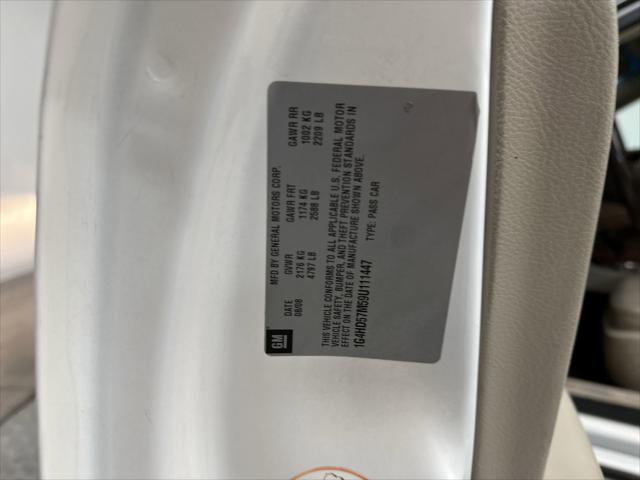 GM
MFD BY GENERAL MOTORS CORP.
DATE GVWR GAWR FRT GAWR RR
08/08 2176 KG 1174 KG 1002 KG
4797 LB 2588 LB 2209 LB
THIS VEHICLE CONFORMS TO ALL APPLICABLE U.S. FEDERAL MOTOR
VEHICLE SAFETY, BUMPER, AND THEFT PREVENTION STANDARDS IN
EFFECT ON THE DATE OF MANUFACTURE SHOWN ABOVE.
1G4HD57M59U111447 TYPE: PASS CAR